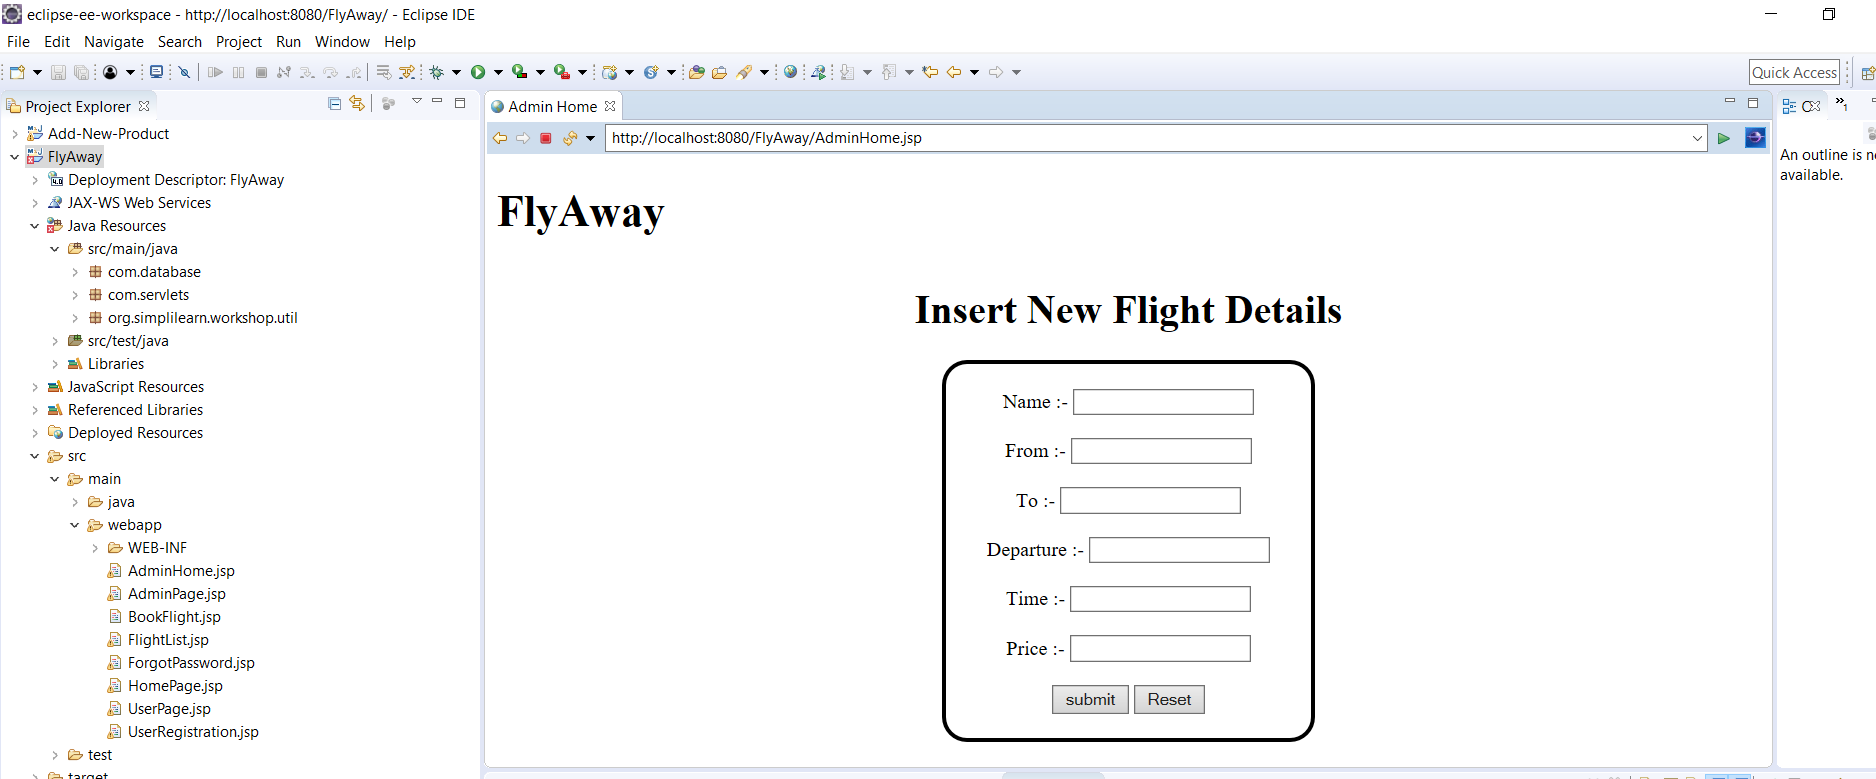 eclipse-ee-workspace - http://localhost:8080/FlyAway/ - Eclipse IDE
File Edit Navigate Search Project Run Window Help
Quick Access
Project Explorer
Add-New-Product
FlyAway
Deployment Descriptor: FlyAway
JAX-WS Web Services
Java Resources
src/main/java
com.database
com.servlets
org.simplilearn.workshop.util
src/test/java
Libraries
JavaScript Resources
Referenced Libraries
Deployed Resources
src
main
java
webapp
WEB-INF
AdminHome.jsp
AdminPage.jsp
BookFlight.jsp
FlightList.jsp
ForgotPassword.jsp
HomePage.jsp
UserPage.jsp
UserRegistration.jsp
test
target
Admin Home
http://localhost:8080/FlyAway/AdminHome.jsp
FlyAway
Insert New Flight Details
Name :-
From :-
To :-
Departure :-
Time :-
Price :-
submit Reset
An outline is
available.